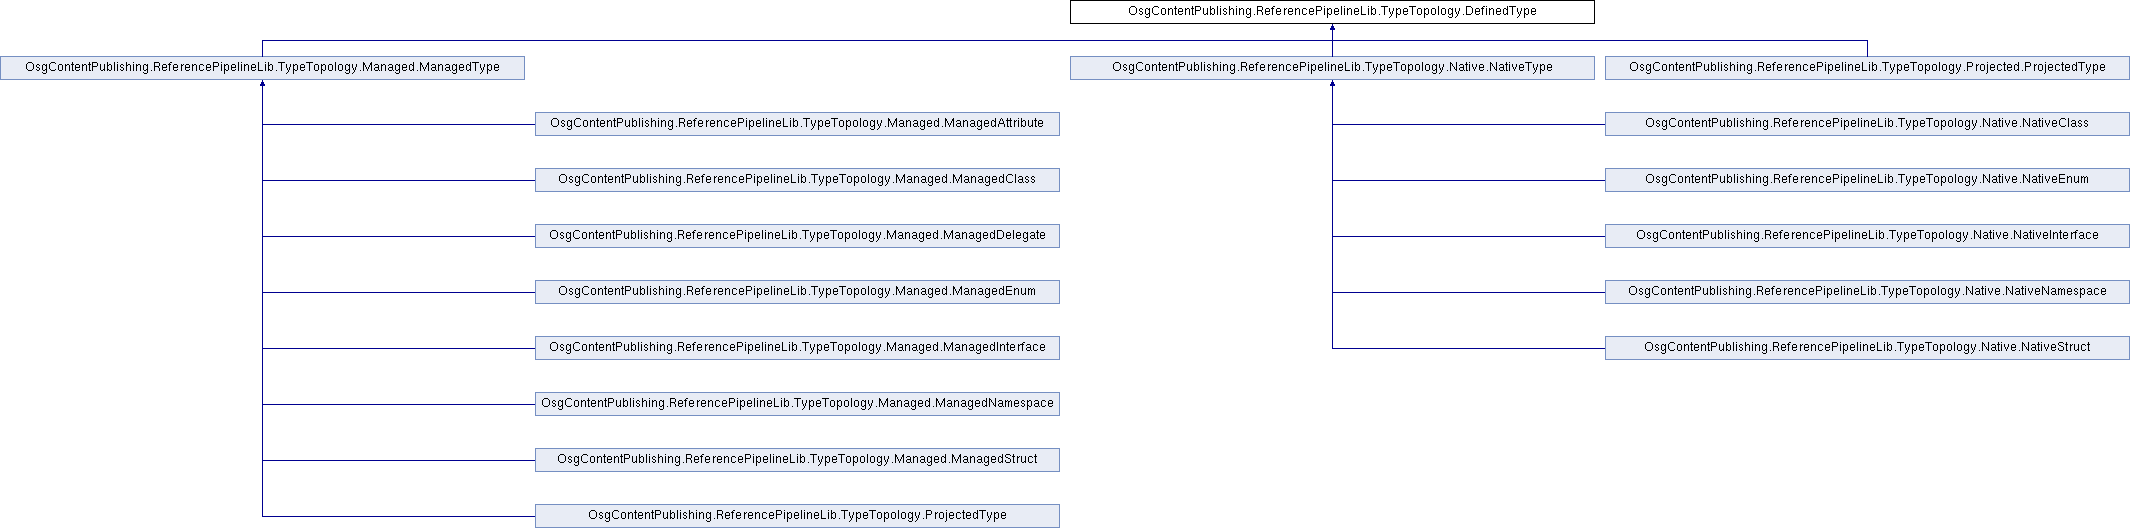 OsgContentPublishing.ReferencePipelineLib.TypeTopology.DefinedType
OsgContentPublishing.ReferencePipelineLib.TypeTopology.Managed.ManagedType
OsgContentPublishing.ReferencePipelineLib.TypeTopology.Native.NativeType
OsgContentPublishing.ReferencePipelineLib.TypeTopology.Projected.ProjectedType
OsgContentPublishing.ReferencePipelineLib.TypeTopology.Managed.ManagedAttribute
OsgContentPublishing.ReferencePipelineLib.TypeTopology.Native.NativeClass
OsgContentPublishing.ReferencePipelineLib.TypeTopology.Managed.ManagedClass
OsgContentPublishing.ReferencePipelineLib.TypeTopology.Native.NativeEnum
OsgContentPublishing.ReferencePipelineLib.TypeTopology.Managed.ManagedDelegate
OsgContentPublishing.ReferencePipelineLib.TypeTopology.Native.NativeInterface
OsgContentPublishing.ReferencePipelineLib.TypeTopology.Managed.ManagedEnum
OsgContentPublishing.ReferencePipelineLib.TypeTopology.Native.NativeNamespace
OsgContentPublishing.ReferencePipelineLib.TypeTopology.Managed.ManagedInterface
OsgContentPublishing.ReferencePipelineLib.TypeTopology.Native.NativeStruct
OsgContentPublishing.ReferencePipelineLib.TypeTopology.Managed.ManagedNamespace
OsgContentPublishing.ReferencePipelineLib.TypeTopology.Managed.ManagedStruct
OsgContentPublishing.ReferencePipelineLib.TypeTopology.ProjectedType